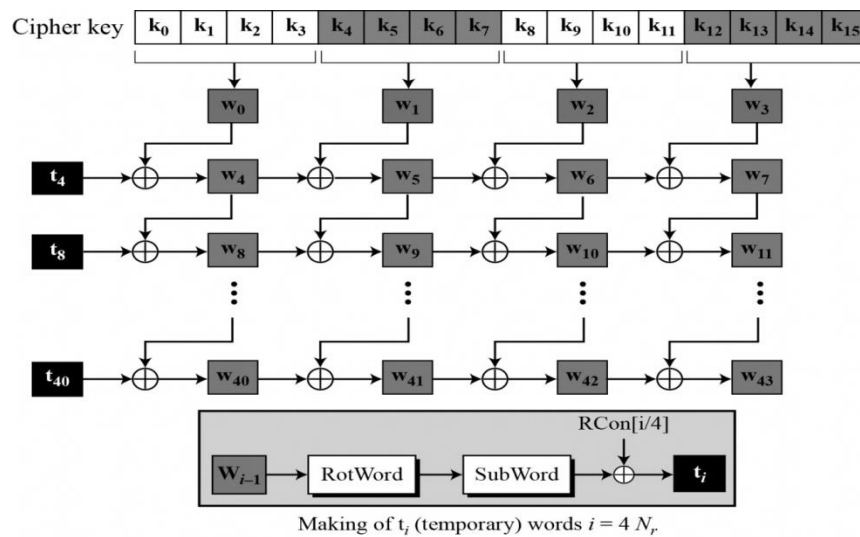 Cipher key k₀ k₁ k₂ k₃ k₄ k₅ k₆ k₇ k₈ k₉ k₁₀ k₁₁ k₁₂ k₁₃ k₁₄ k₁₅
w₀ w₁ w₂ w₃
t₄ w₄ w₅ w₆ w₇
t₈ w₈ w₉ w₁₀ w₁₁
t₄₀ w₄₀ w₄₁ w₄₂ w₄₃
RCon[i/4]
Wᵢ₋₁ RotWord SubWord tᵢ
Making of tᵢ (temporary) words i = 4 Nᵣ